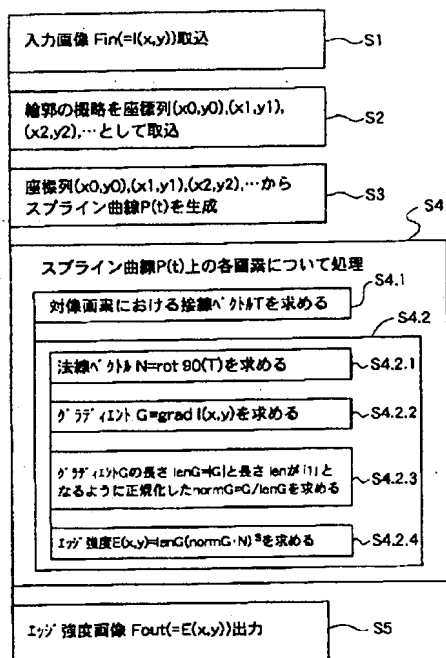 入力画像 Fin(=I(x,y))取込
S1
輪郭の概略を座標列(x0,y0),(x1,y1),
(x2,y2),…として取込
S2
座標列(x0,y0),(x1,y1),(x2,y2),…から
スプライン曲線P(t)を生成
S3
S4
スプライン曲線P(t)上の各画素について処理
S4.1
対像画素における接線ベクトルTを求める
S4.2
法線ベクトル N=rot 90(T)を求める
S4.2.1
グラディエント G=grad I(x,y)を求める
S4.2.2
グラディエントGの長さ lenG=|G|と長さ lenが「1」と
なるように正規化したnormG=G/lenGを求める
S4.2.3
エッジ強度E(x,y)=lenG(normG·N)ᵃを求める
S4.2.4
エッジ強度画像 Fout(=E(x,y))出力
S5